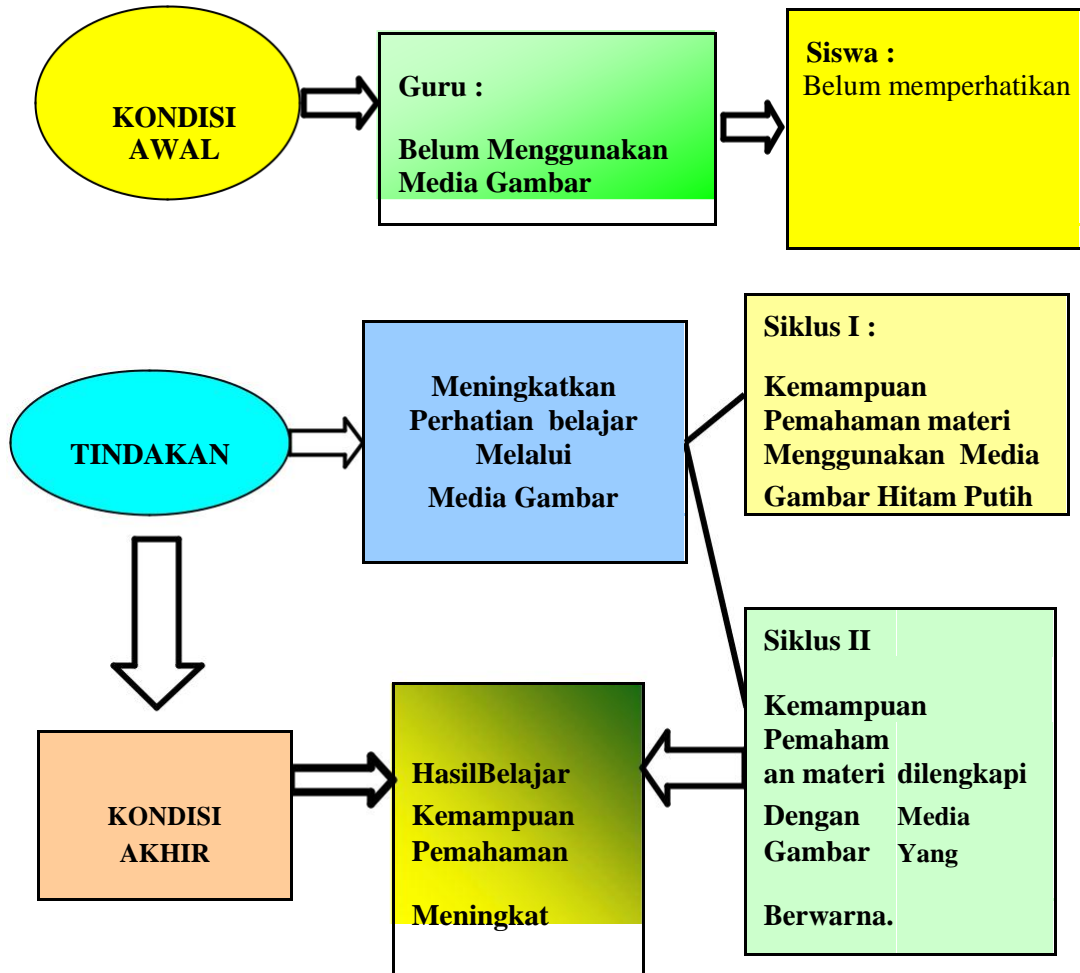 KONDISI
AWAL
Guru :
Belum Menggunakan
Media Gambar
Siswa :
Belum memperhatikan
TINDAKAN
Meningkatkan
Perhatian belajar
Melalui
Media Gambar
Siklus I :
Kemampuan
Pemahaman materi
Menggunakan Media
Gambar Hitam Putih
Siklus II
Kemampuan
Pemaham
an materi dilengkapi
Dengan Media
Gambar Yang
Berwarna.
KONDISI
AKHIR
HasilBelajar
Kemampuan
Pemahaman
Meningkat